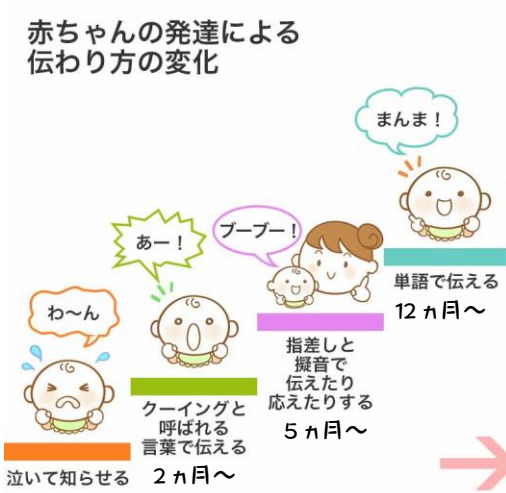 赤ちゃんの発達による
伝わり方の変化
まんま！
ブーブー！
あー！
わ〜ん
単語で伝える
12ヵ月〜
指差しと
擬音で
伝えたり
応えたりする
5ヵ月〜
クーイングと
呼ばれる
言葉で伝える
2ヵ月〜
泣いて知らせる